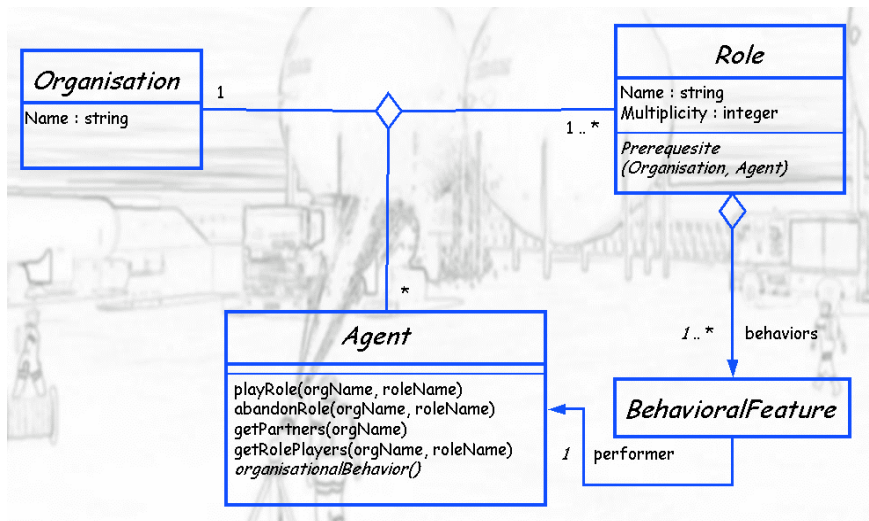 Organisation
Name : string
1
Role
Name : string
Multiplicity : integer
Prerequesite
(Organisation, Agent)
1 .. *
*
Agent
playRole(orgName, roleName)
abandonRole(orgName, roleName)
getPartners(orgName)
getRolePlayers(orgName, roleName)
organisationalBehavior()
1 .. * behaviors
BehavioralFeature
1 performer